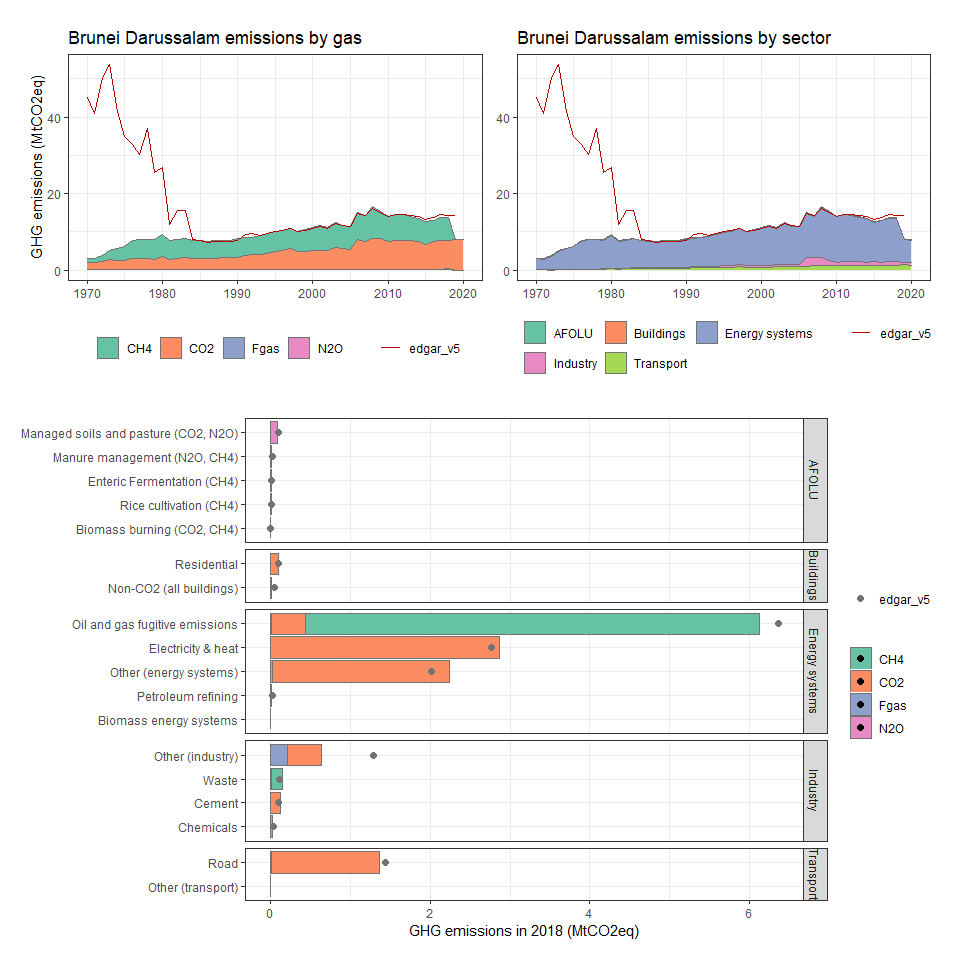 Brunei Darussalam emissions by gas
GHG emissions (MtCO2eq)
40
20
0
1970 1980 1990 2000 2010 2020
CH4 CO2 Fgas N2O edgar_v5
Brunei Darussalam emissions by sector
40
20
0
1970 1980 1990 2000 2010 2020
AFOLU Buildings Energy systems edgar_v5
Industry Transport
Managed soils and pasture (CO2, N2O)
Manure management (N2O, CH4)
Enteric Fermentation (CH4)
Rice cultivation (CH4)
Biomass burning (CO2, CH4)
AFOLU
Residential
Non-CO2 (all buildings)
Buildings
Oil and gas fugitive emissions
Electricity & heat
Other (energy systems)
Petroleum refining
Biomass energy systems
Energy systems
Other (industry)
Waste
Cement
Chemicals
Industry
Road
Other (transport)
Transport
0 2 4 6
GHG emissions in 2018 (MtCO2eq)
edgar_v5
CH4
CO2
Fgas
N2O